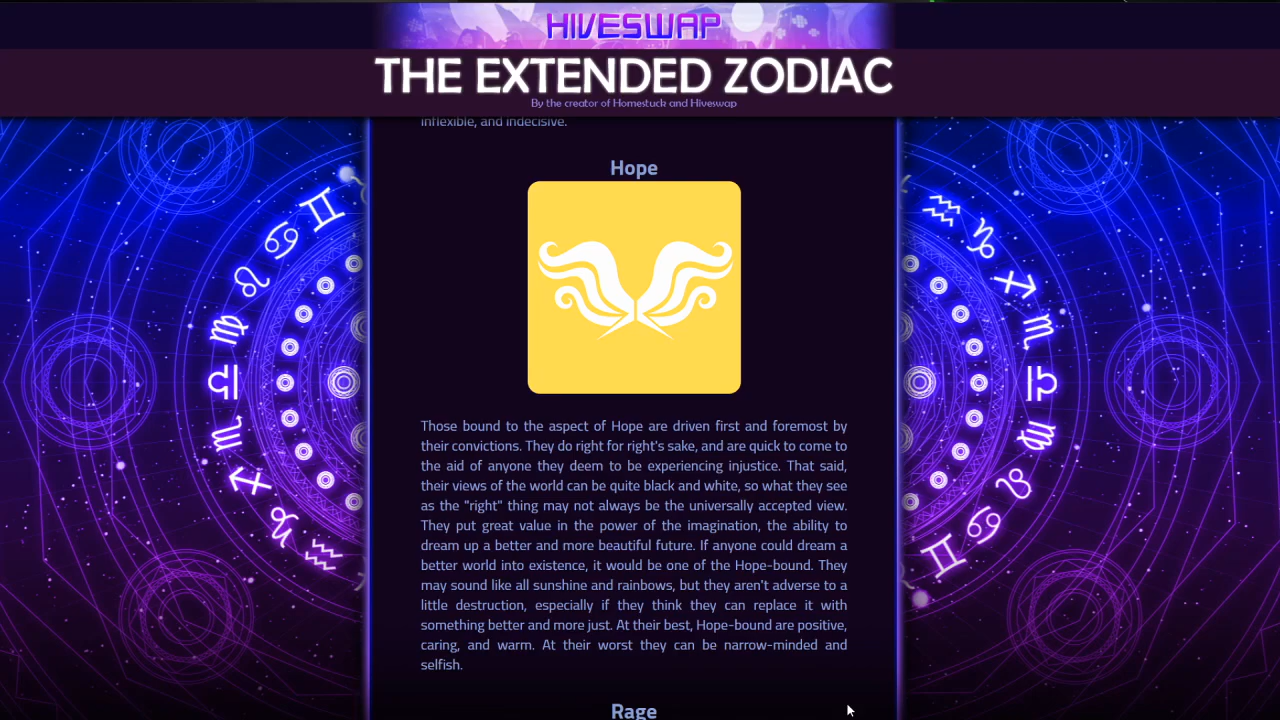 HIVESWAP
THE EXTENDED ZODIAC
By the creator of Homestuck and Hiveswap
inflexible, and indecisive.
Hope
Those bound to the aspect of Hope are driven first and foremost by
their convictions. They do right for right's sake, and are quick to come to
the aid of anyone they deem to be experiencing injustice. That said,
their views of the world can be quite black and white, so what they see
as the "right" thing may not always be the universally accepted view.
They put great value in the power of the imagination, the ability to
dream up a better and more beautiful future. If anyone could dream a
better world into existence, it would be one of the Hope-bound. They
may sound like all sunshine and rainbows, but they aren't adverse to a
little destruction, especially if they think they can replace it with
something better and more just. At their best, Hope-bound are positive,
caring, and warm. At their worst they can be narrow-minded and
selfish.
Rage